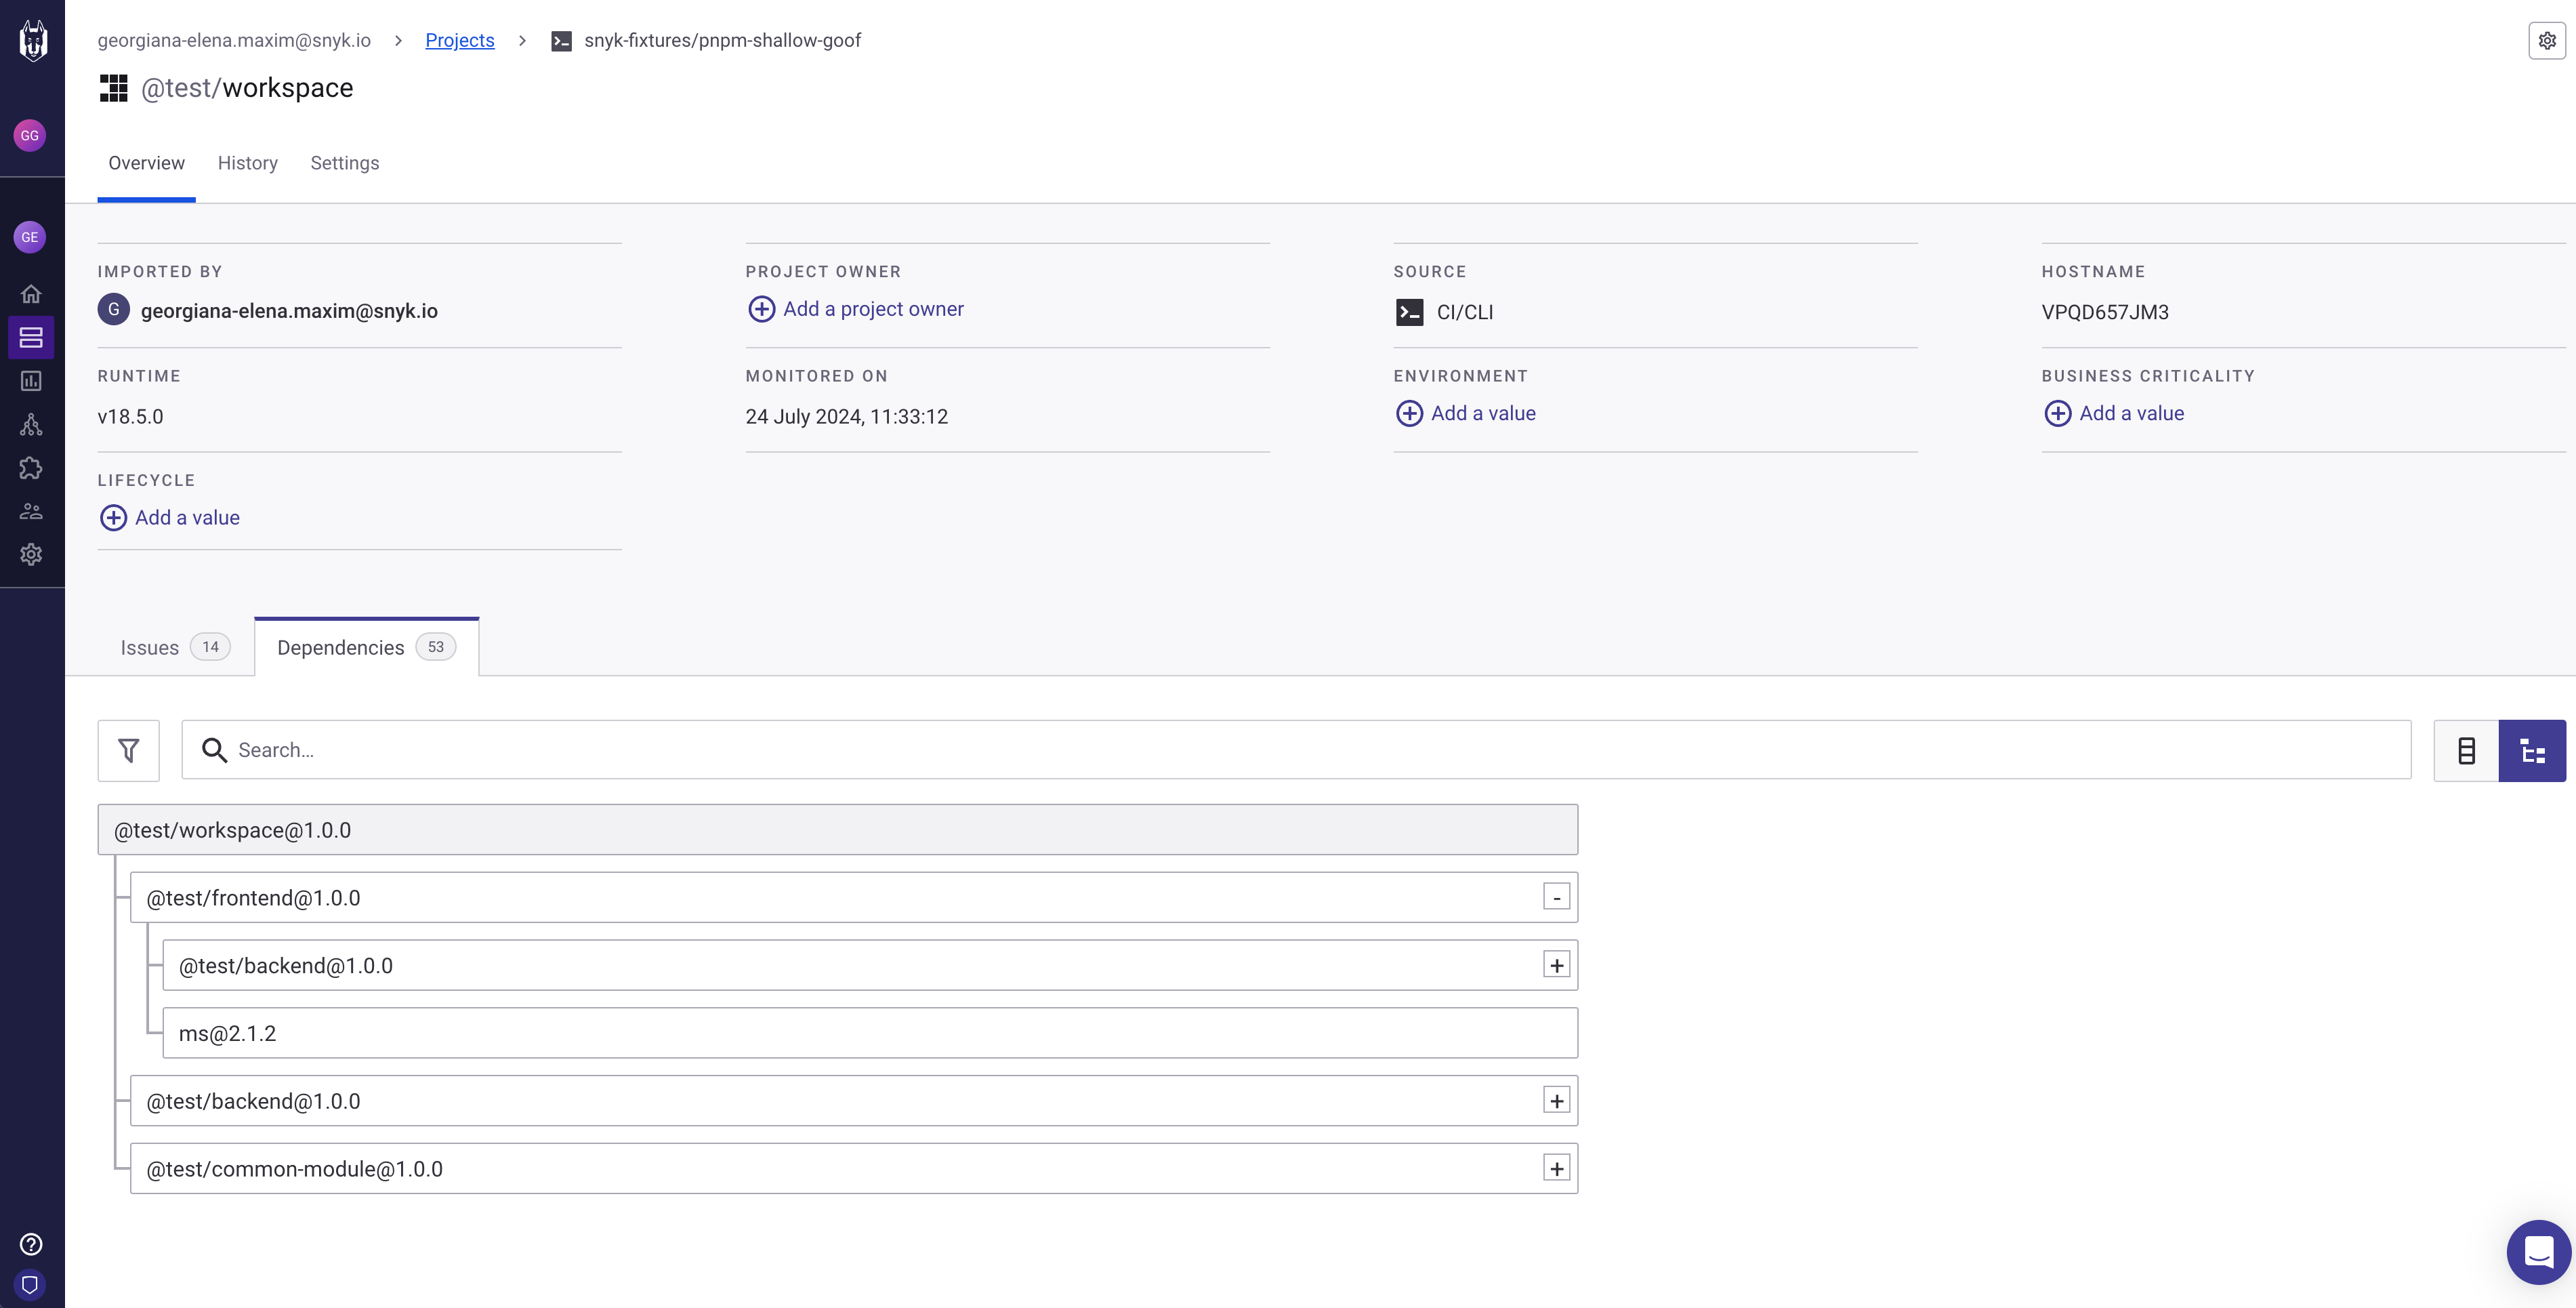 georgiana-elena.maxim@snyk.io > Projects > snyk-fixtures/pnpm-shallow-goof
@test/workspace
GG
Overview History Settings
GE
IMPORTED BY PROJECT OWNER SOURCE HOSTNAME
G georgiana-elena.maxim@snyk.io Add a project owner CI/CLI VPQD657JM3
RUNTIME MONITORED ON ENVIRONMENT BUSINESS CRITICALITY
v18.5.0 24 July 2024, 11:33:12 Add a value Add a value
LIFECYCLE
Add a value
Issues 14 Dependencies 53
Search...
@test/workspace@1.0.0
@test/frontend@1.0.0 -
@test/backend@1.0.0 +
ms@2.1.2
@test/backend@1.0.0 +
@test/common-module@1.0.0 +